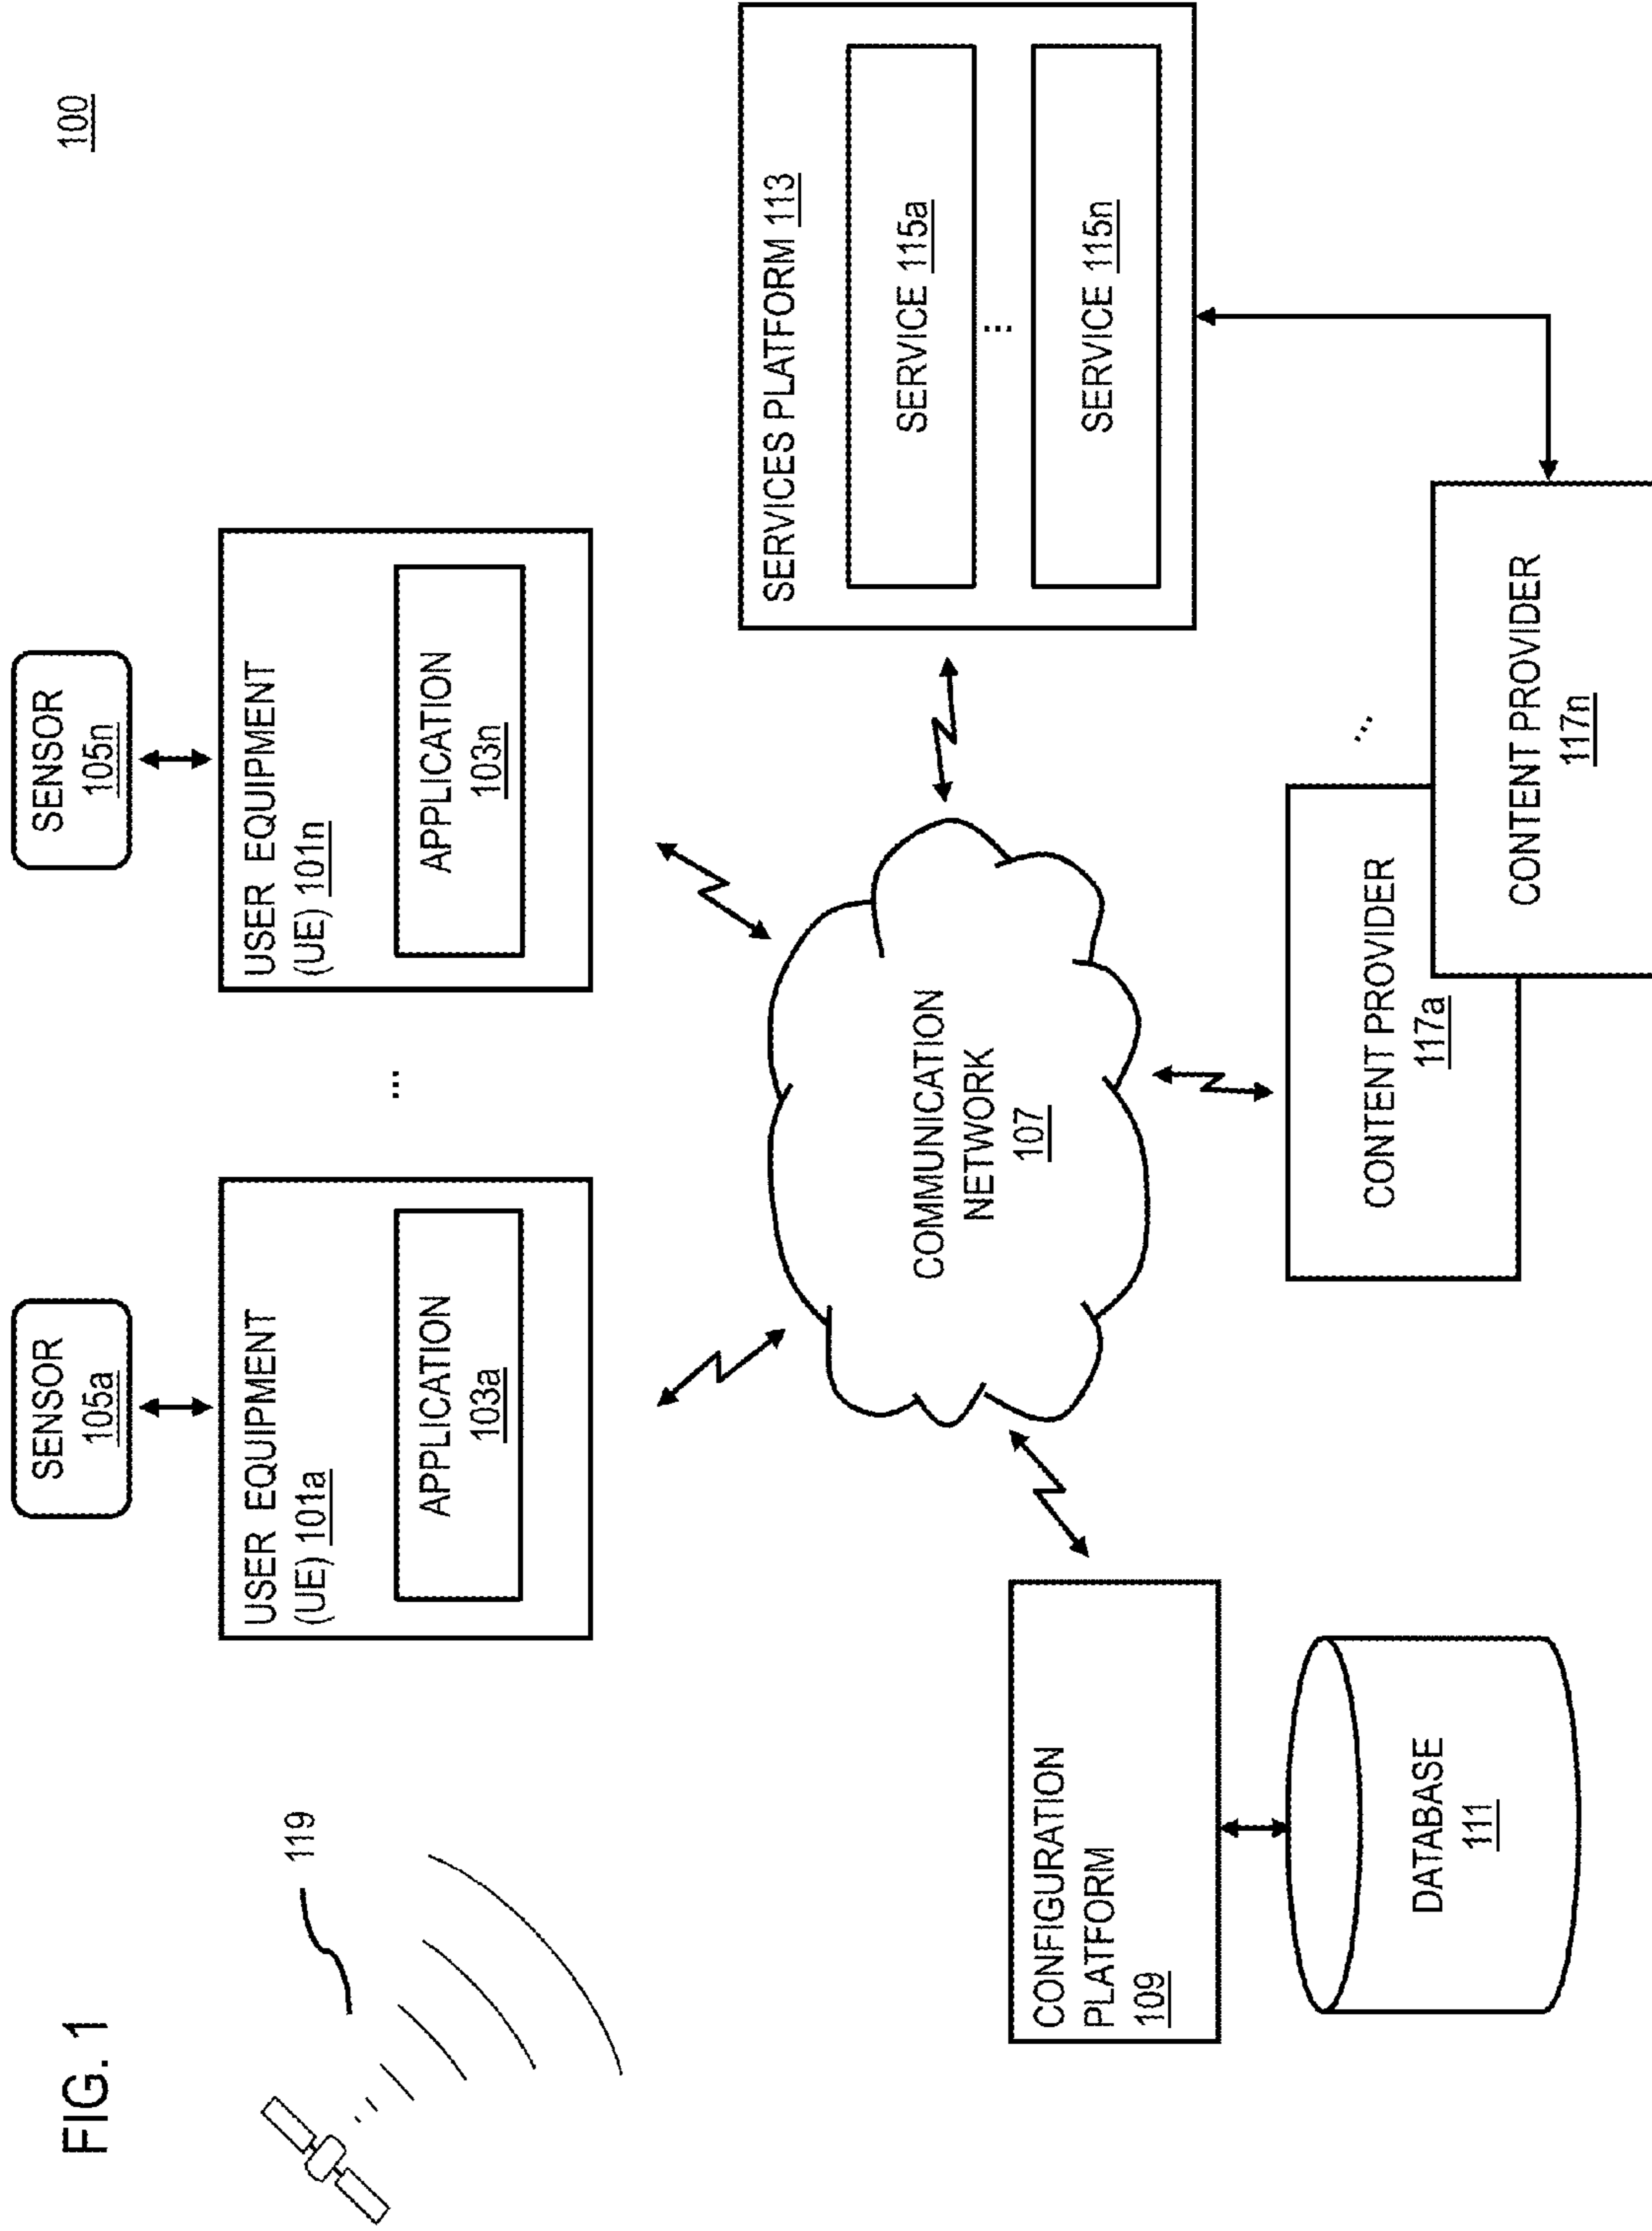 FIG. 1
100
119
SENSOR
105a
SENSOR
105n
USER EQUIPMENT
(UE) 101a
APPLICATION
103a
...
USER EQUIPMENT
(UE) 101n
APPLICATION
103n
COMMUNICATION
NETWORK
107
SERVICES PLATFORM 113
SERVICE 115a
...
SERVICE 115n
CONFIGURATION
PLATFORM
109
DATABASE
111
CONTENT PROVIDER
117a
...
CONTENT PROVIDER
117n